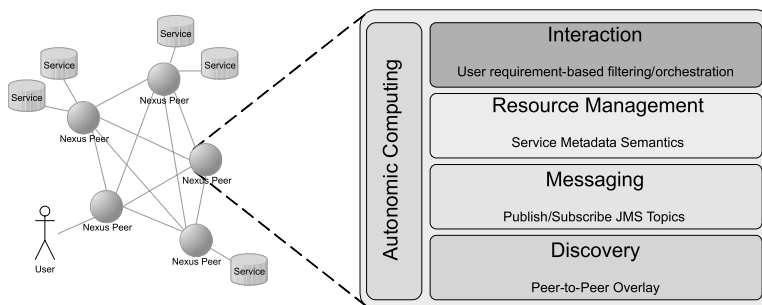 Service
Service
Service
Service
Nexus Peer
Nexus Peer
Nexus Peer
Nexus Peer
Nexus Peer
Service
User
Autonomic Computing
Interaction
User requirement-based filtering/orchestration
Resource Management
Service Metadata Semantics
Messaging
Publish/Subscribe JMS Topics
Discovery
Peer-to-Peer Overlay